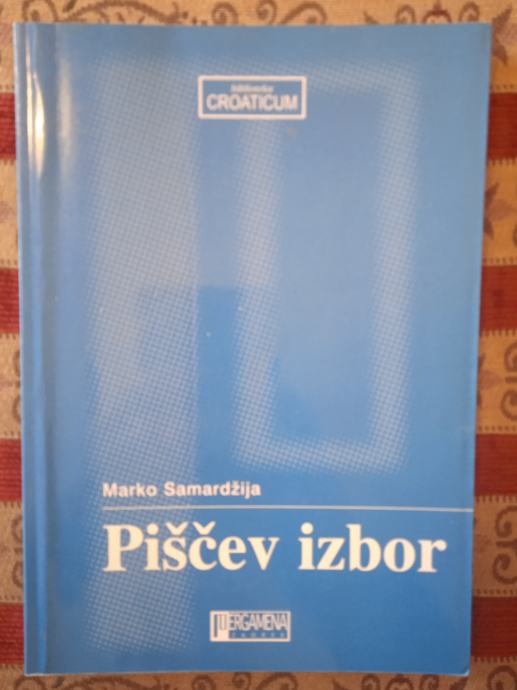 biblioteka
CROATICUM
Marko Samardžija
Piščev izbor
PERGAMENA
ZAGREB